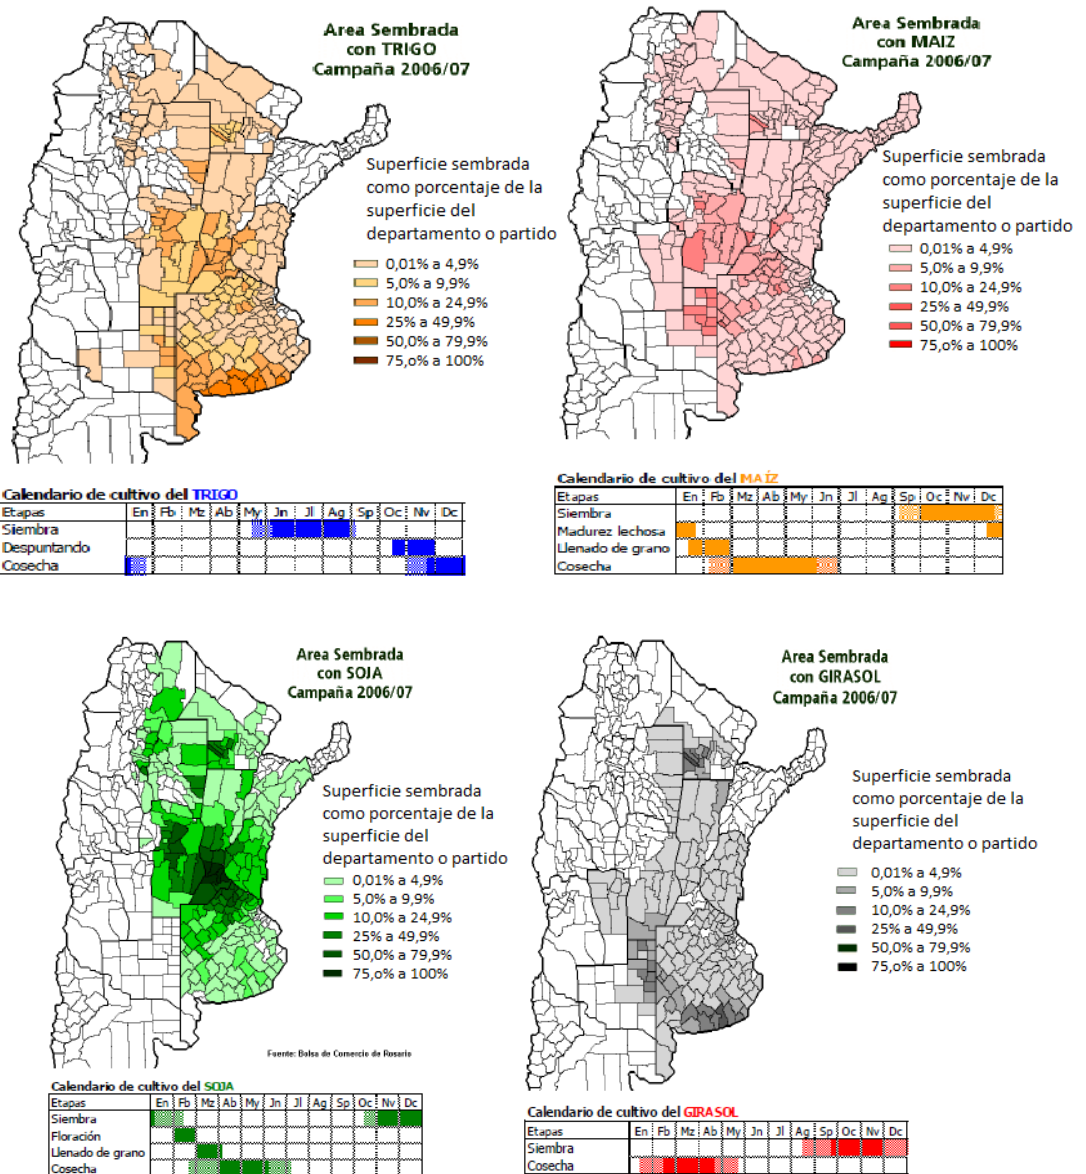 Area Sembrada
con TRIGO
Campaña 2006/07
Superficie sembrada
como porcentaje de la
superficie del
departamento o partido
0,01% a 4,9%
5,0% a 9,9%
10,0% a 24,9%
25% a 49,9%
50,0% a 79,9%
75,o% a 100%
Calendario de cultivo del TRIGO
Etapas En Fb Mz Ab My Jn Jl Ag Sp Oc Nv Dc
Siembra
Despuntando
Cosecha
Area Sembrada
con MAIZ
Campaña 2006/07
Superficie sembrada
como porcentaje de la
superficie del
departamento o partido
0,01% a 4,9%
5,0% a 9,9%
10,0% a 24,9%
25% a 49,9%
50,0% a 79,9%
75,o% a 100%
Calendario de cultivo del MAÍZ
Etapas En Fb Mz Ab My Jn Jl Ag Sp Oc Nv Dc
Siembra
Madurez lechosa
Llenado de grano
Cosecha
Area Sembrada
con SOJA
Campaña 2006/07
Superficie sembrada
como porcentaje de la
superficie del
departamento o partido
0,01% a 4,9%
5,0% a 9,9%
10,0% a 24,9%
25% a 49,9%
50,0% a 79,9%
75,o% a 100%
Fuente: Bolsa de Comercio de Rosario
Calendario de cultivo del SOJA
Etapas En Fb Mz Ab My Jn Jl Ag Sp Oc Nv Dc
Siembra
Floración
Llenado de grano
Cosecha
Area Sembrada
con GIRASOL
Campaña 2006/07
Superficie sembrada
como porcentaje de la
superficie del
departamento o partido
0,01% a 4,9%
5,0% a 9,9%
10,0% a 24,9%
25% a 49,9%
50,0% a 79,9%
75,o% a 100%
Calendario de cultivo del GIRASOL
Etapas En Fb Mz Ab My Jn Jl Ag Sp Oc Nv Dc
Siembra
Cosecha